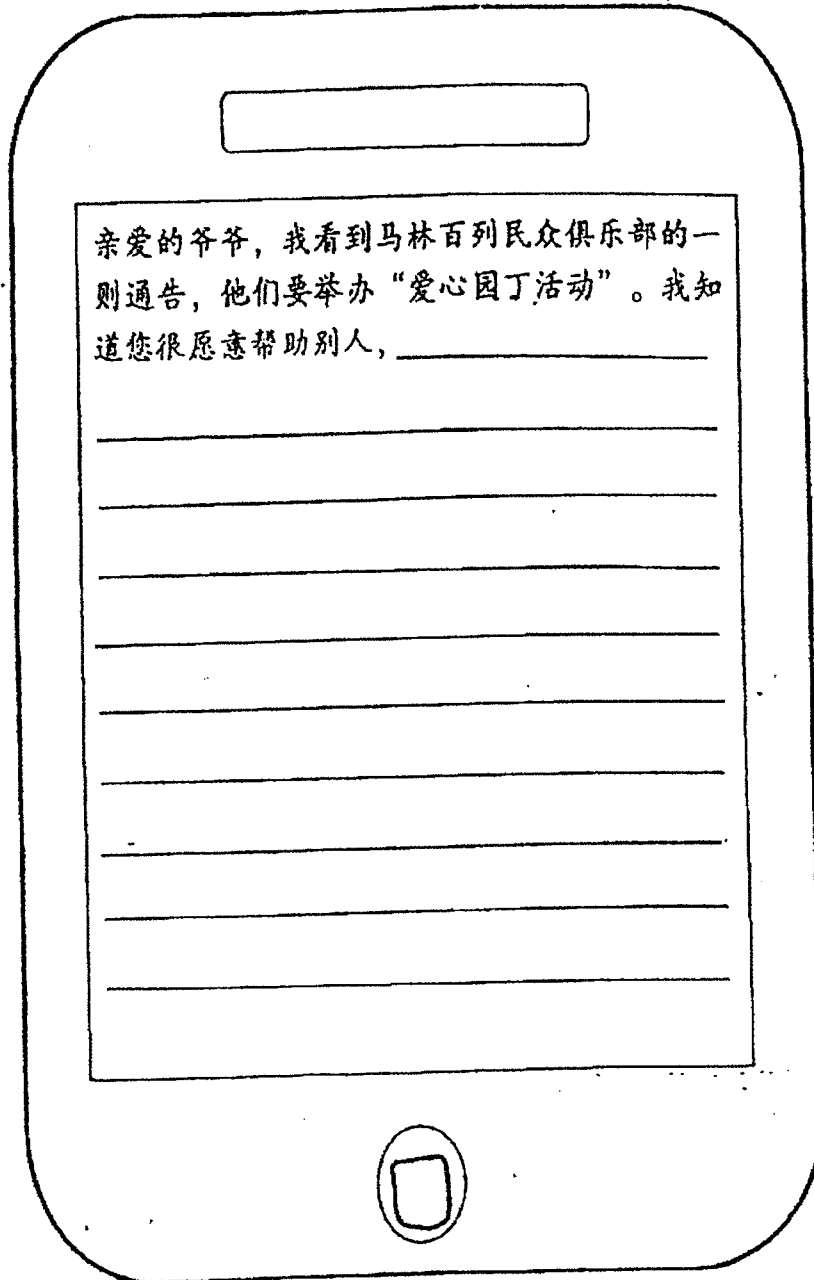 亲爱的爷爷，我看到马林百列民众俱乐部的一
则通告，他们要举办“爱心园丁活动”。我知
道您很愿意帮助别人，